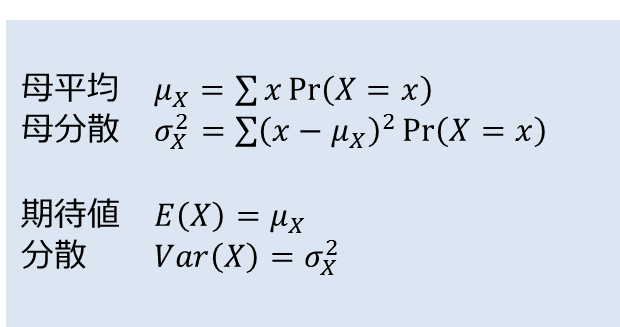 母平均 μ_X = ∑ x Pr(X = x)
母分散 σ_X^2 = ∑(x − μ_X)^2 Pr(X = x)
期待値 E(X) = μ_X
分散 Var(X) = σ_X^2